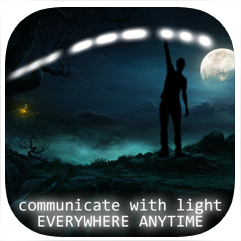 communicate with light
EVERYWHERE ANYTIME